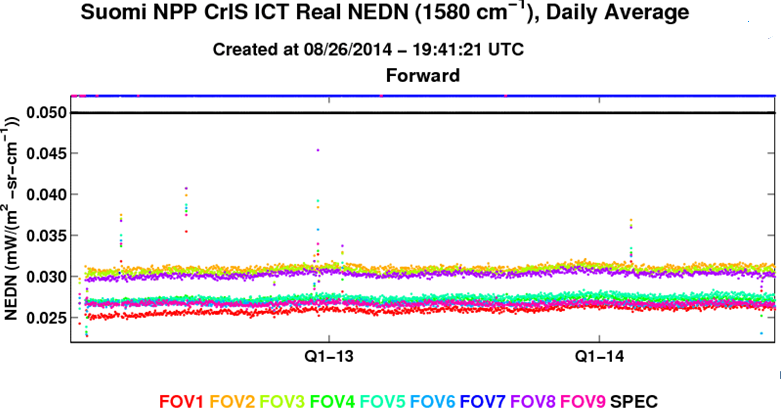 Suomi NPP CrIS ICT Real NEDN (1580 cm⁻¹), Daily Average
Created at 08/26/2014 − 19:41:21 UTC
Forward
NEDN (mW/(m² −sr−cm⁻¹))
0.050
0.045
0.040
0.035
0.030
0.025
Q1−13 Q1−14
FOV1 FOV2 FOV3 FOV4 FOV5 FOV6 FOV7 FOV8 FOV9 SPEC